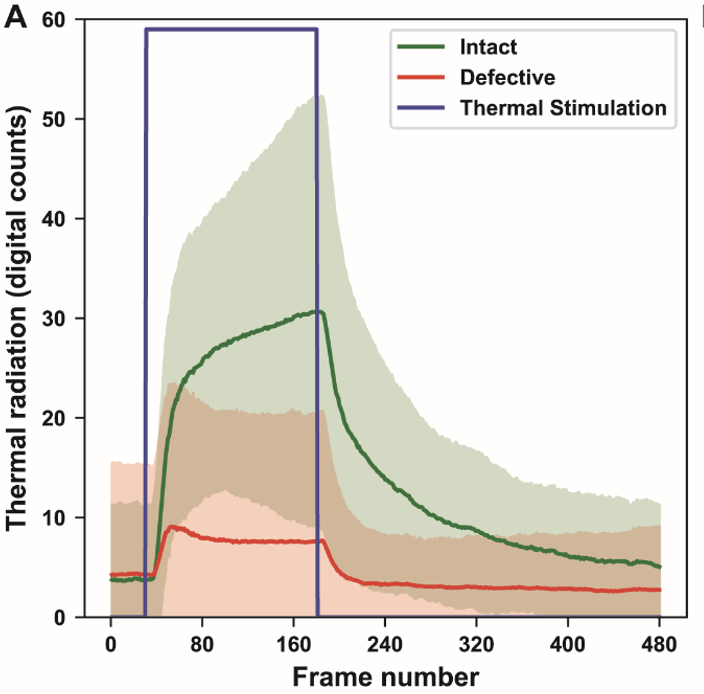 A
60
50
40
30
20
10
0
Thermal radiation (digital counts)
Intact
Defective
Thermal Stimulation
0 80 160 240 320 400 480
Frame number